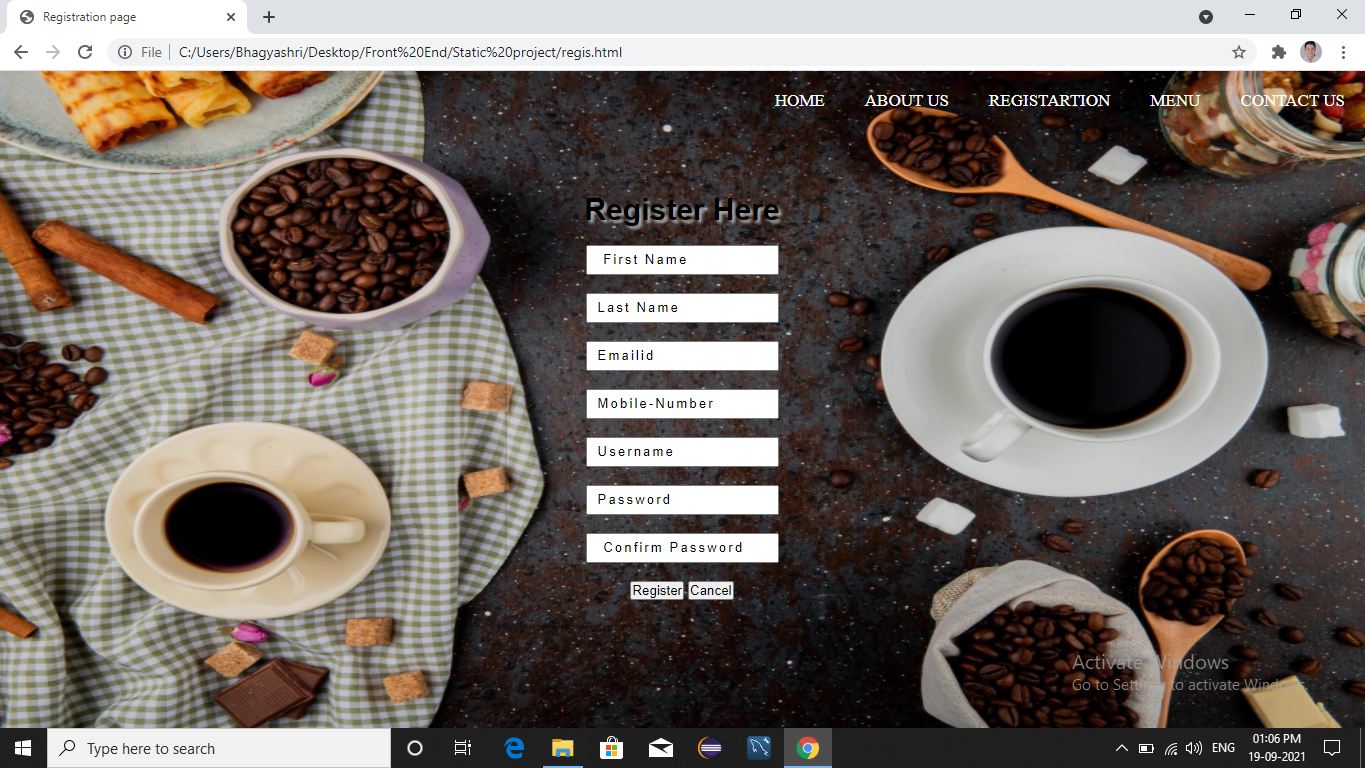 Registration page
File C:/Users/Bhagyashri/Desktop/Front%20End/Static%20project/regis.html
HOME ABOUT US REGISTARTION MENU CONTACT US
Register Here
First Name
Last Name
Emailid
Mobile-Number
Username
Password
Confirm Password
Register Cancel
Activate Windows
Go to Settings to activate Windows.
Type here to search
ENG
01:06 PM
19-09-2021